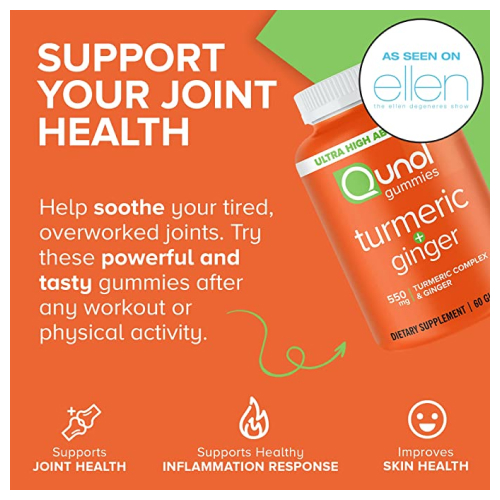 SUPPORT
YOUR JOINT
HEALTH
Help soothe your tired,
overworked joints. Try
these powerful and
tasty gummies after
any workout or
physical activity.
AS SEEN ON
ellen
the ellen degeneres show
ULTRA HIGH
Qunol
gummies
turmeric
+
ginger
550
mg
TURMERIC COMPLEX
& GINGER
DIETARY SUPPLEMENT | 60
Supports
JOINT HEALTH
Supports Healthy
INFLAMMATION RESPONSE
Improves
SKIN HEALTH